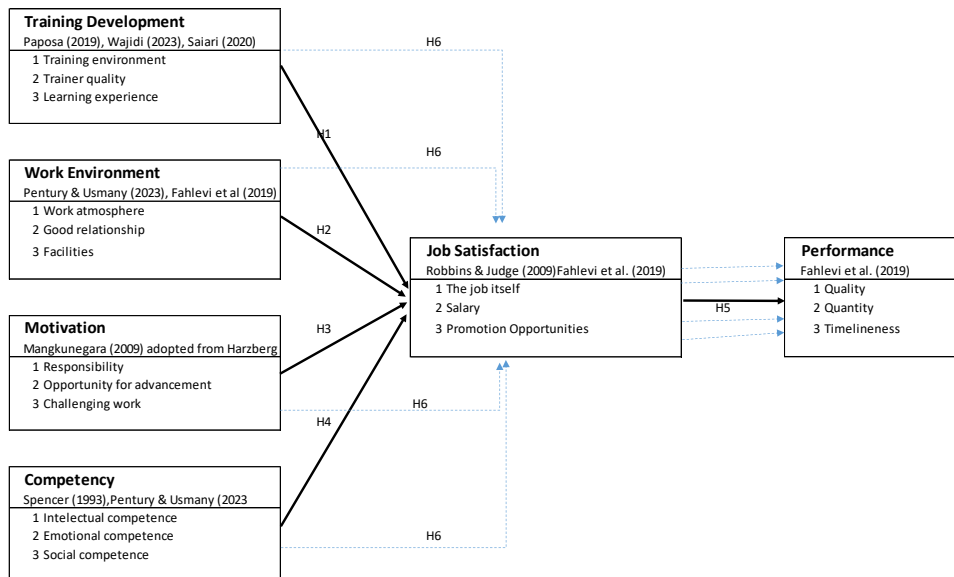 Training Development
Paposa (2019), Wajidi (2023), Saiari (2020)
1 Training environment
2 Trainer quality
3 Learning experience
H6
H1
H6
Work Environment
Pentury & Usmany (2023), Fahlevi et al (2019)
1 Work atmosphere
2 Good relationship
3 Facilities
H2
Job Satisfaction
Robbins & Judge (2009)Fahlevi et al. (2019)
1 The job itself
2 Salary
3 Promotion Opportunities
H5
Performance
Fahlevi et al. (2019)
1 Quality
2 Quantity
3 Timelineness
Motivation
Mangkunegara (2009) adopted from Harzberg
1 Responsibility
2 Opportunity for advancement
3 Challenging work
H3
H6
H4
Competency
Spencer (1993),Pentury & Usmany (2023
1 Intelectual competence
2 Emotional competence
3 Social competence
H6